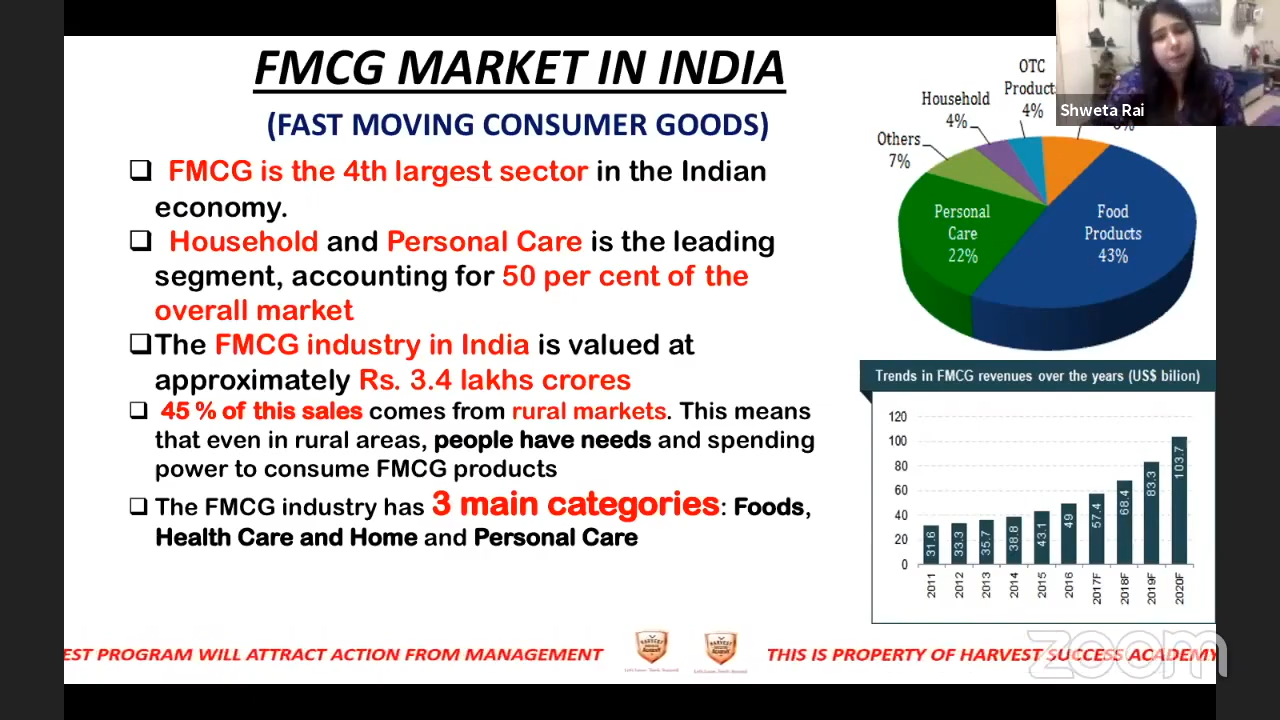 FMCG MARKET IN INDIA
(FAST MOVING CONSUMER GOODS)
❑ FMCG is the 4th largest sector in the Indian
economy.
❑ Household and Personal Care is the leading
segment, accounting for 50 per cent of the
overall market
❑The FMCG industry in India is valued at
approximately Rs. 3.4 lakhs crores
❑ 45 % of this sales comes from rural markets. This means
that even in rural areas, people have needs and spending
power to consume FMCG products
❑ The FMCG industry has 3 main categories: Foods,
Health Care and Home and Personal Care
Shweta Rai
OTC
Product
4%
Household
4%
Others
7%
Personal
Care
22%
Food
Products
43%
Trends in FMCG revenues over the years (US$ bilion)
120
100
80
60
40
20
0
31.6
33.3
35.7
38.8
43.1
49
57.4
68.4
83.3
103.7
2011
2012
2013
2014
2015
2016
2017F
2018F
2019F
2020F
EST PROGRAM WILL ATTRACT ACTION FROM MANAGEMENT
THIS IS PROPERTY OF HARVEST SUCCESS ACADEMY
zoom